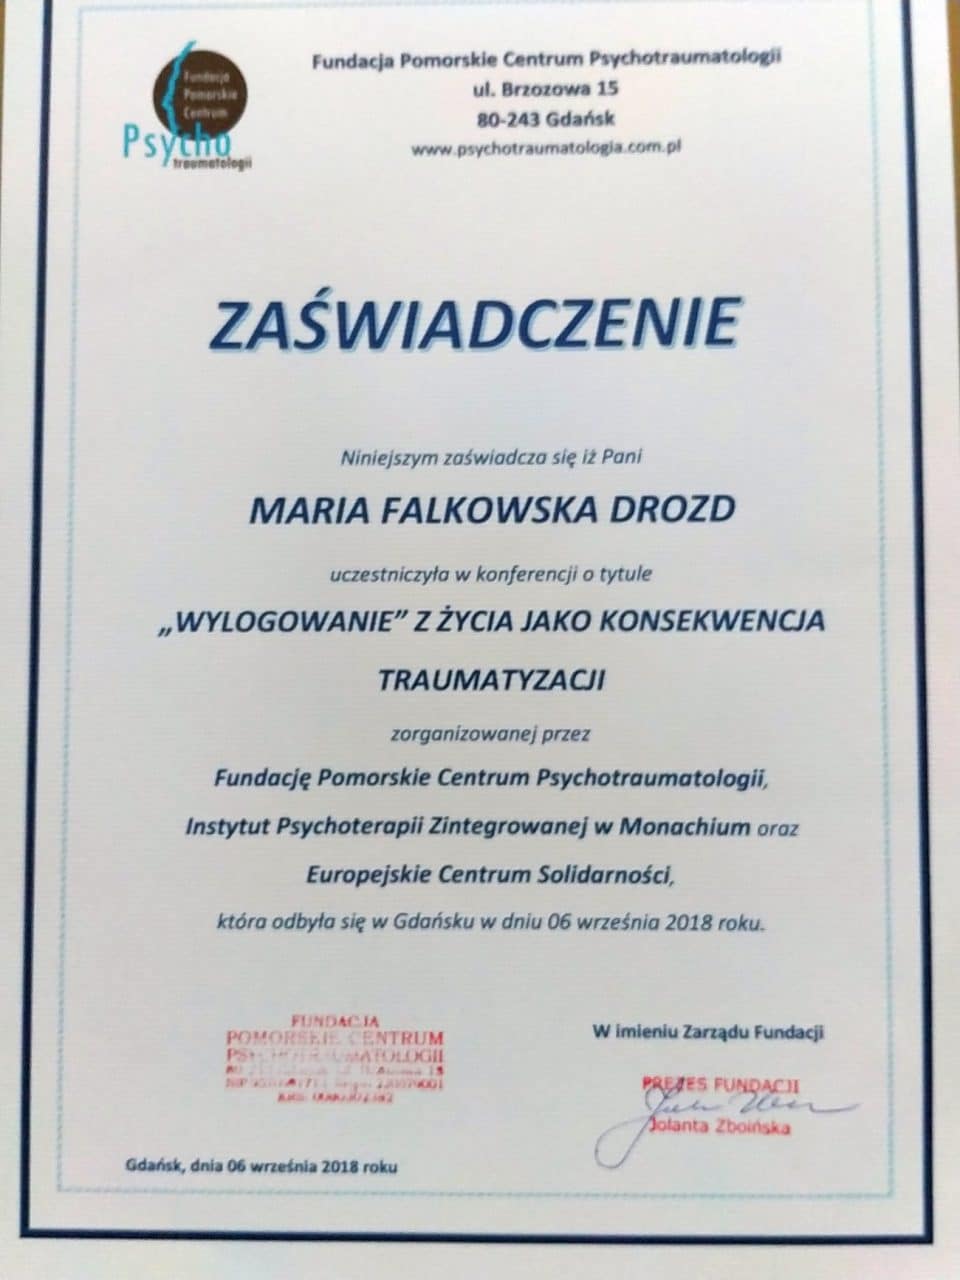 Fundacja
Pomorskie
Centrum
Psycho
traumatologii
Fundacja Pomorskie Centrum Psychotraumatologii
ul. Brzozowa 15
80-243 Gdańsk
www.psychotraumatologia.com.pl
ZAŚWIADCZENIE
Niniejszym zaświadcza się iż Pani
MARIA FALKOWSKA DROZD
uczestniczyła w konferencji o tytule
„WYLOGOWANIE” Z ŻYCIA JAKO KONSEKWENCJA
TRAUMATYZACJI
zorganizowanej przez
Fundację Pomorskie Centrum Psychotraumatologii,
Instytut Psychoterapii Zintegrowanej w Monachium oraz
Europejskie Centrum Solidarności,
która odbyła się w Gdańsku w dniu 06 września 2018 roku.
FUNDACJA
POMORSKIE CENTRUM
PSYCHOTRAUMATOLOGII
W imieniu Zarządu Fundacji
PREZES FUNDACJI
Jolanta Zboińska
Gdańsk, dnia 06 września 2018 roku